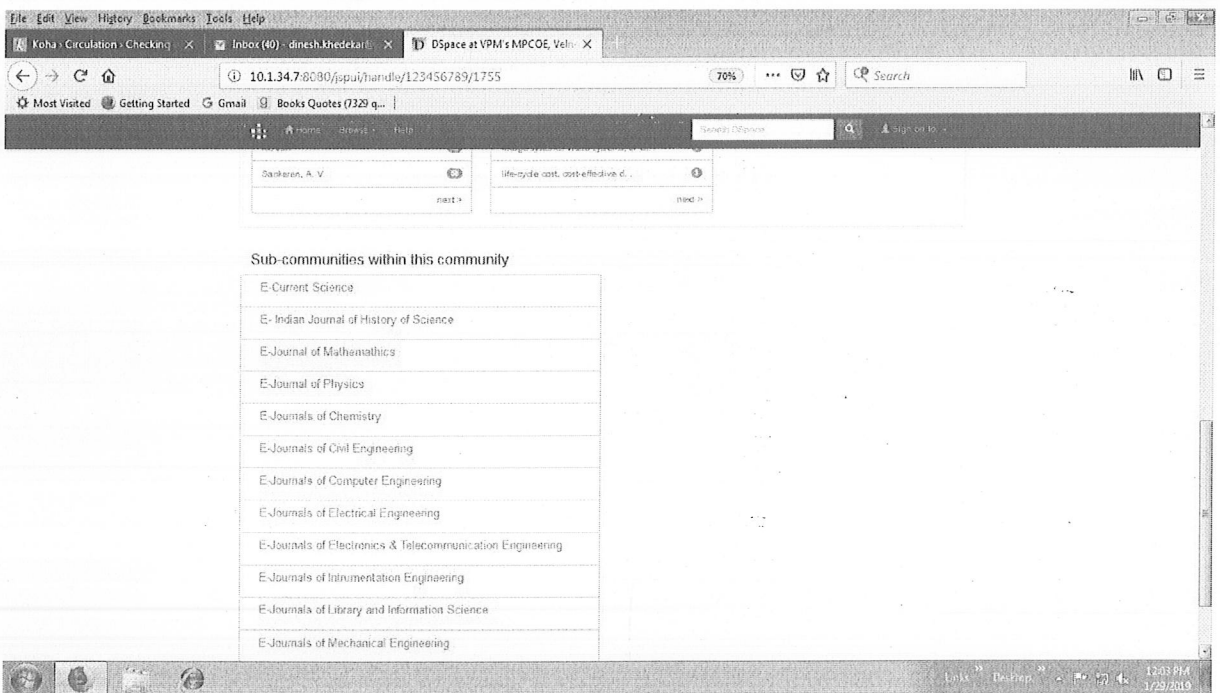 File Edit View History Bookmarks Tools Help
Koha › Circulation › Checking
Inbox (40) - dinesh.khedekar
DSpace at VPM's MPCOE, Veln
10.1.34.7:8080/jspui/handle/123456789/1755
70%
Search
Most Visited Getting Started Gmail Books Quotes (7329 q...
Home Browse Help
Search DSpace
Sign on to:
Sankaran, A. V.
life-cycle cost, cost-effective d...
next >
next >
Sub-communities within this community
E-Current Science
E- Indian Journal of History of Science
E-Journal of Mathemathics
E-Journal of Physics
E-Journals of Chemistry
E-Journals of Civil Engineering
E-Journals of Computer Engineering
E-Journals of Electrical Engineering
E-Journals of Electronics & Telecommunication Engineering
E-Journals of Intrumentation Engineering
E-Journals of Library and Information Science
E-Journals of Mechanical Engineering
Links Desktop
12:03 PM
1/29/2019